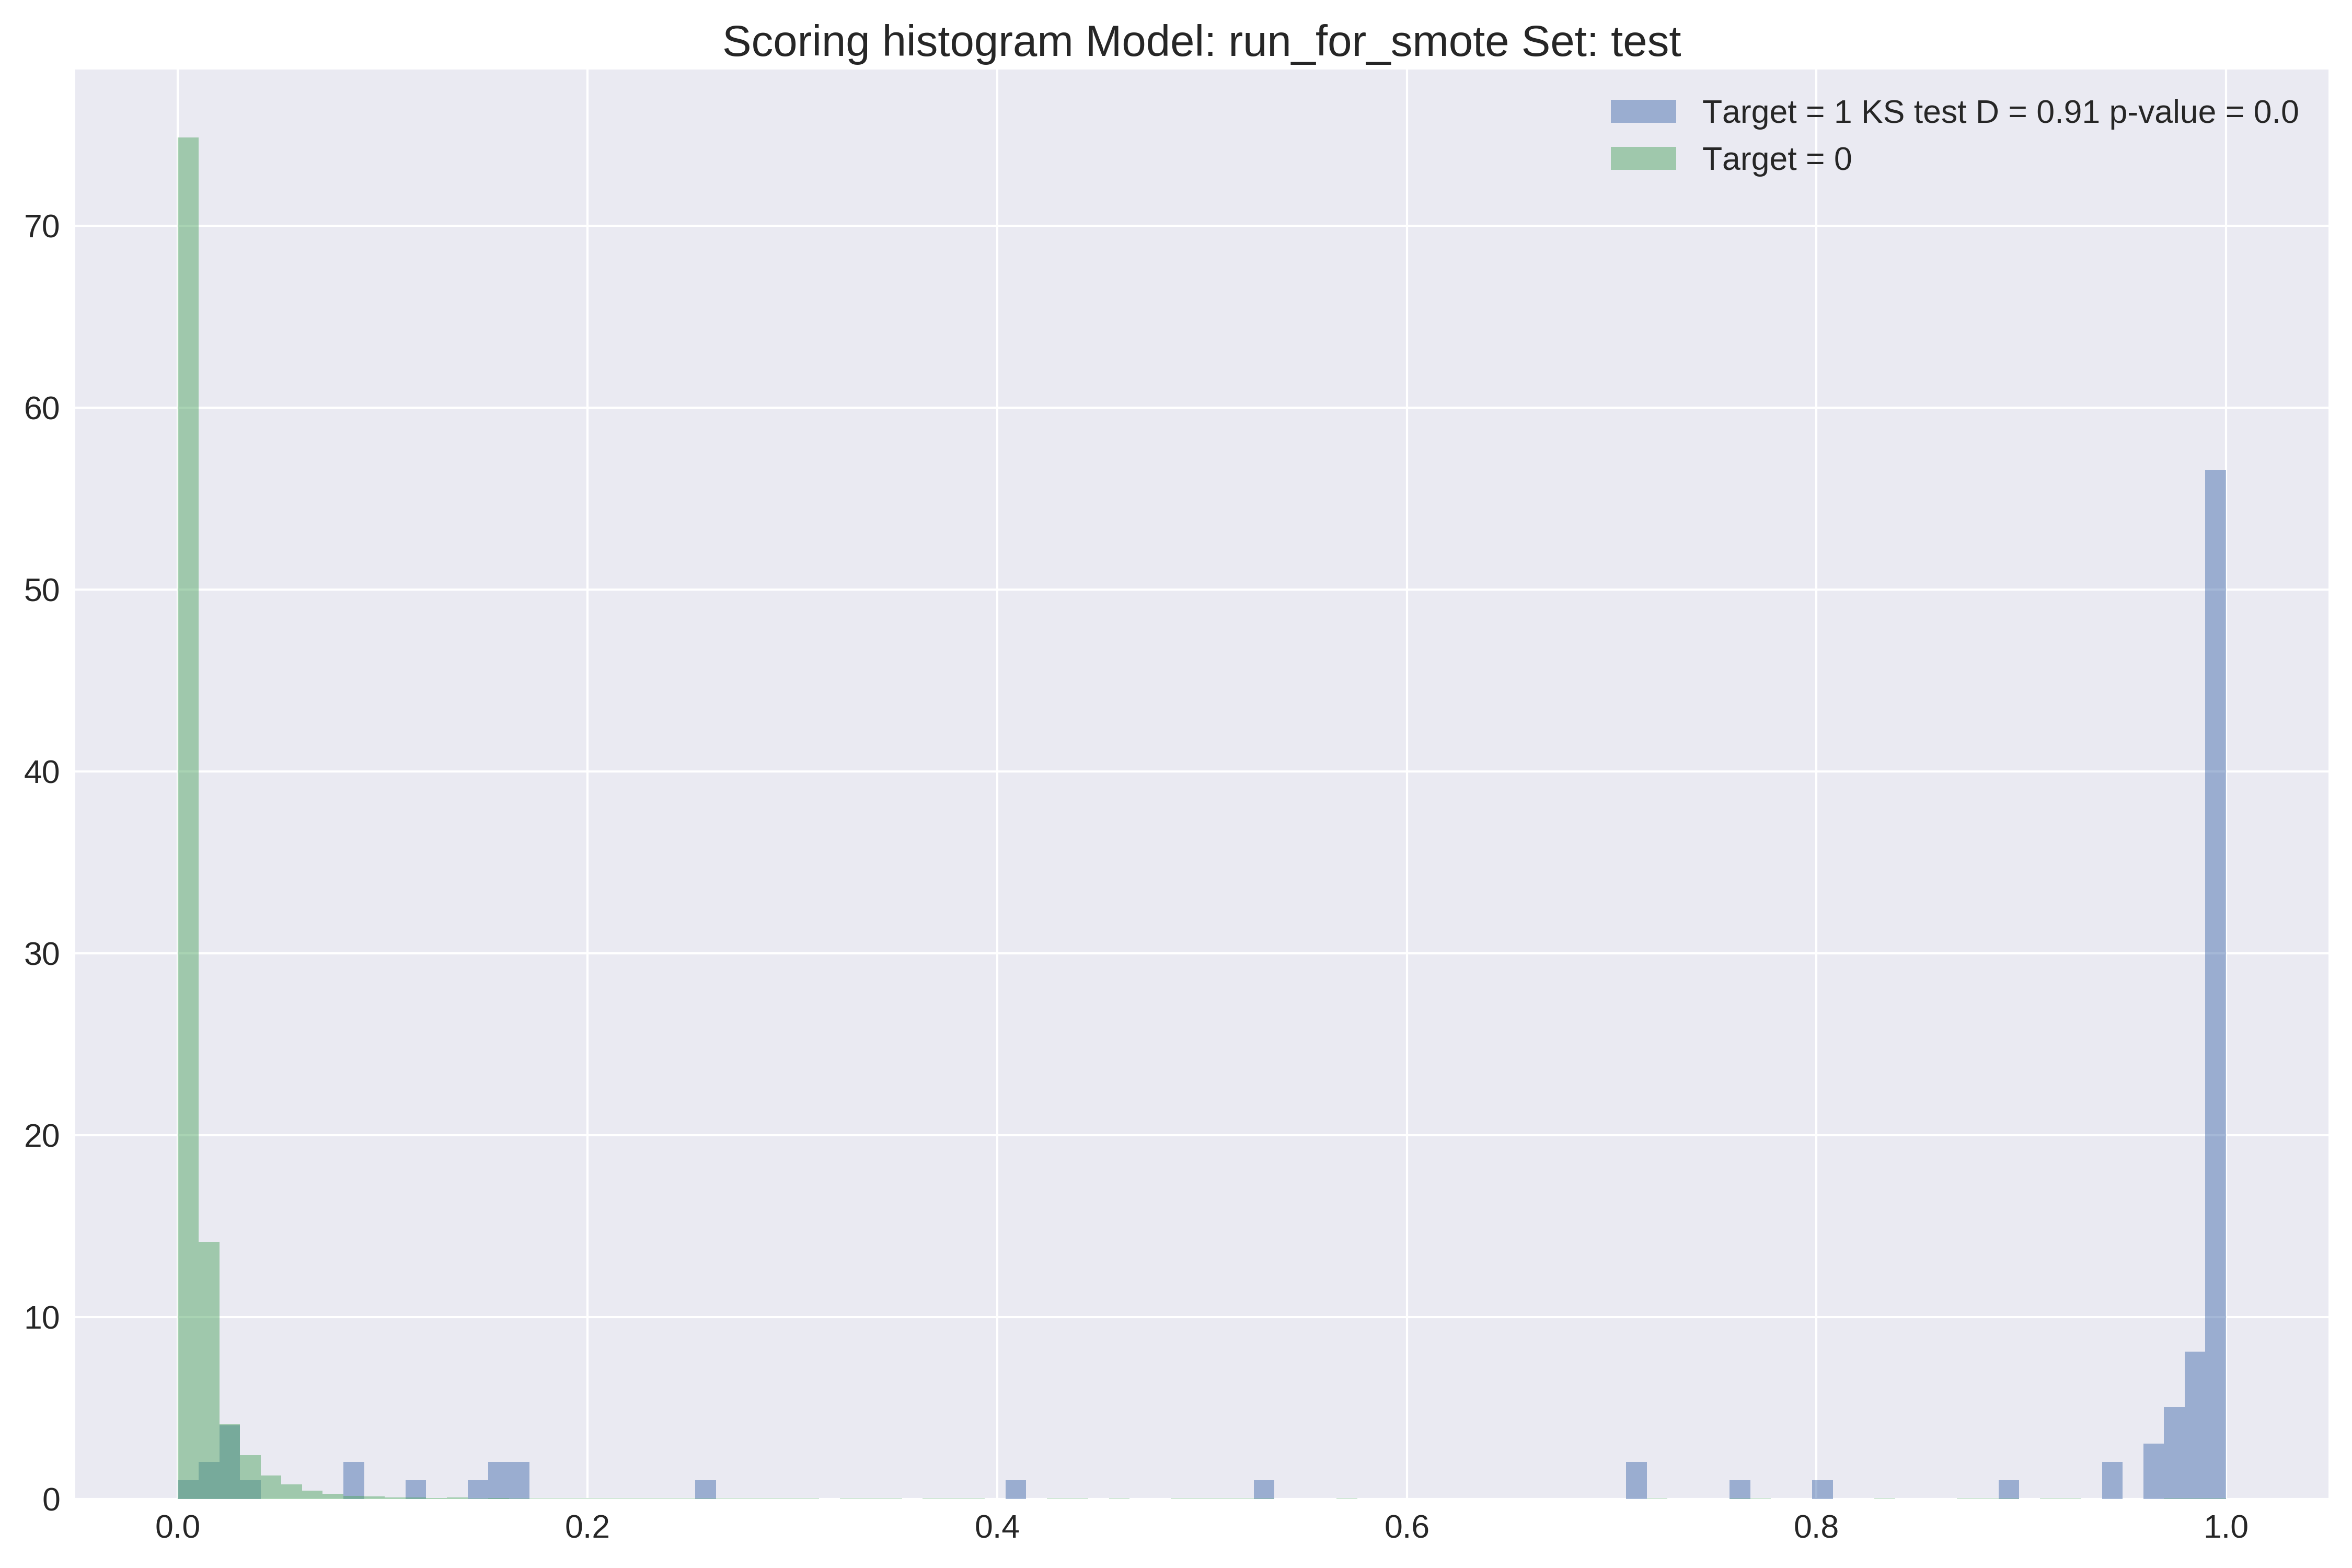 Scoring histogram Model: run_for_smote Set: test
Target = 1 KS test D = 0.91 p-value = 0.0
Target = 0
70
60
50
40
30
20
10
0
0.0 0.2 0.4 0.6 0.8 1.0